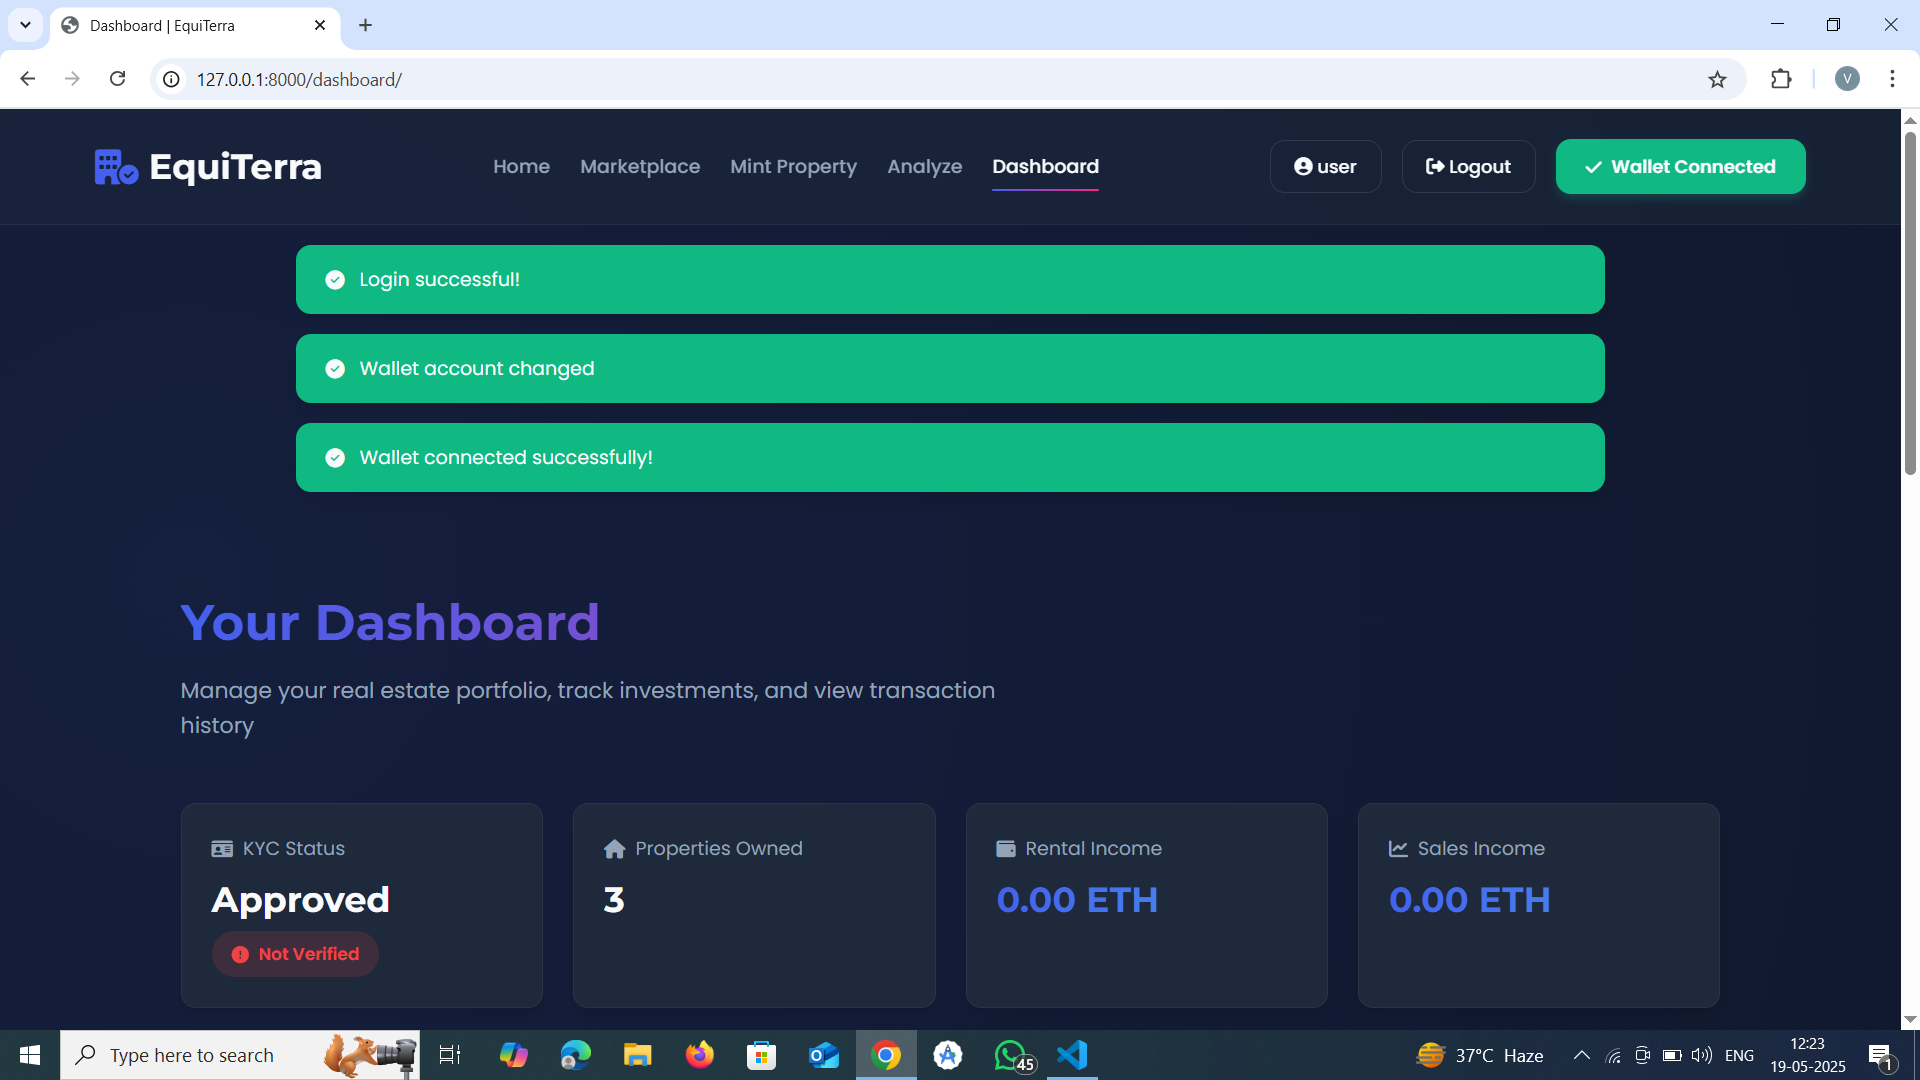 Dashboard | EquiTerra
127.0.0.1:8000/dashboard/
V
EquiTerra
Home Marketplace Mint Property Analyze Dashboard
user
Logout
Wallet Connected
Login successful!
Wallet account changed
Wallet connected successfully!
Your Dashboard
Manage your real estate portfolio, track investments, and view transaction
history
KYC Status
Approved
Not Verified
Properties Owned
3
Rental Income
0.00 ETH
Sales Income
0.00 ETH
Type here to search
45
37°C Haze
ENG
12:23
19-05-2025
1